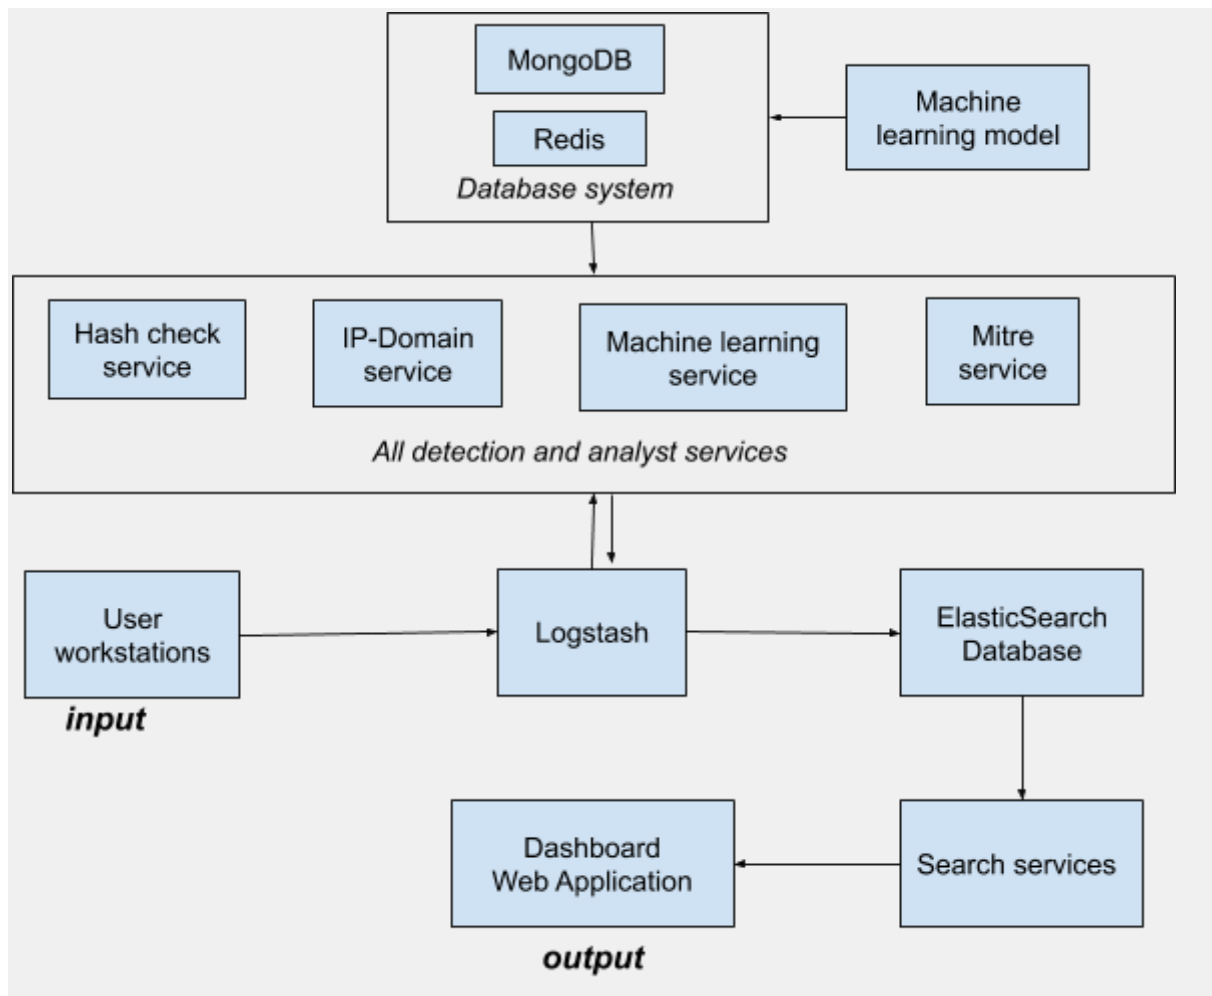 MongoDB
Redis
Database system
Machine
learning model
Hash check
service
IP-Domain
service
Machine learning
service
Mitre
service
All detection and analyst services
User
workstations
input
Logstash
ElasticSearch
Database
Dashboard
Web Application
output
Search services